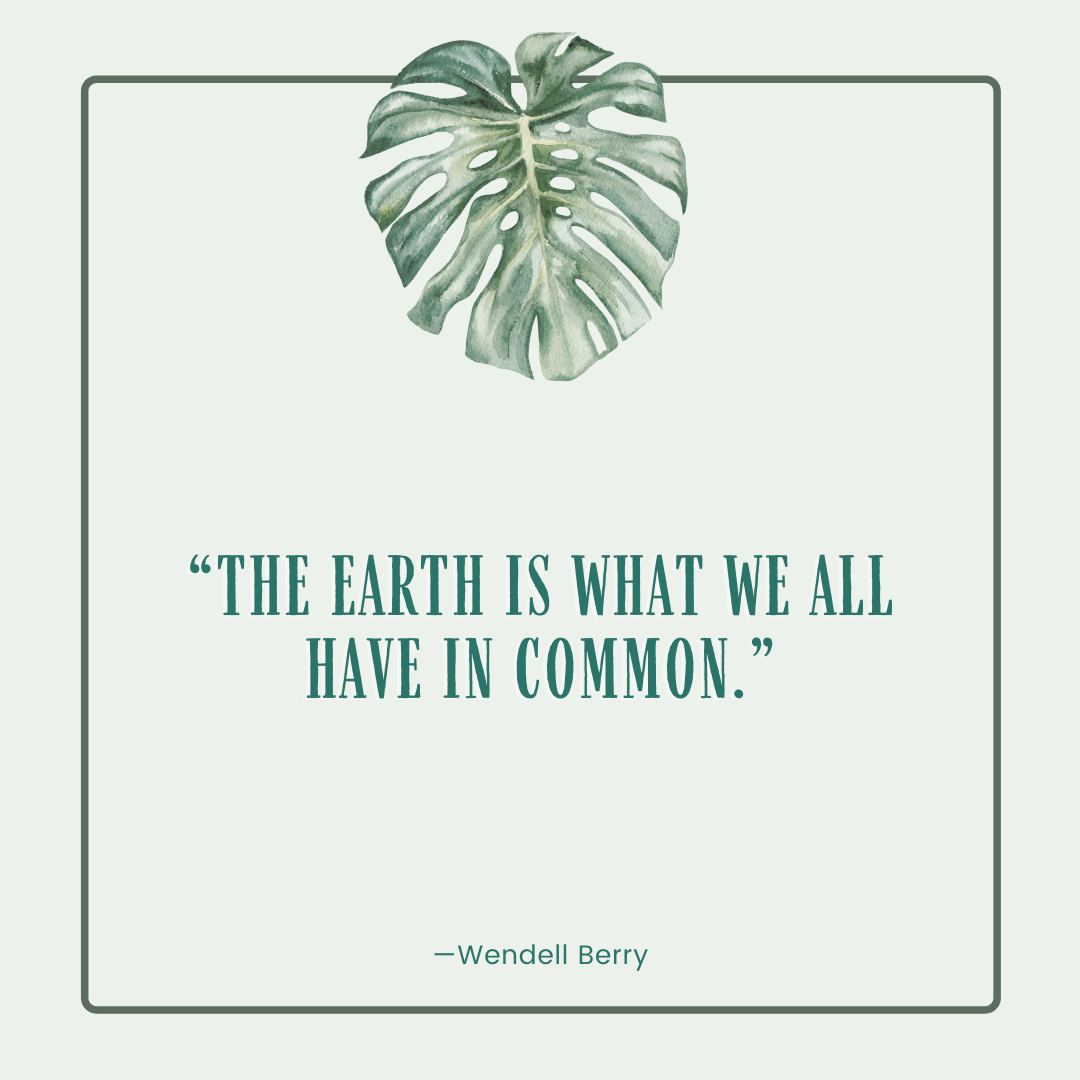 “THE EARTH IS WHAT WE ALL
HAVE IN COMMON.”
—Wendell Berry